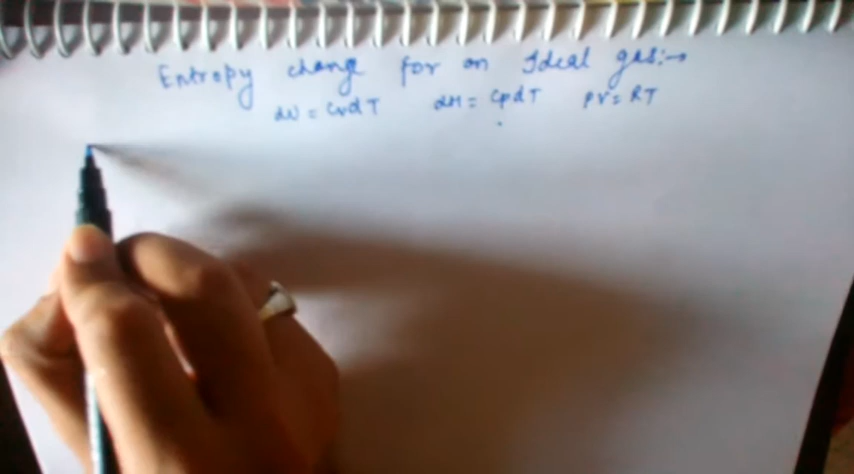 Entropy change for an Ideal gas:→
dU = CvdT dH = CpdT PV = RT